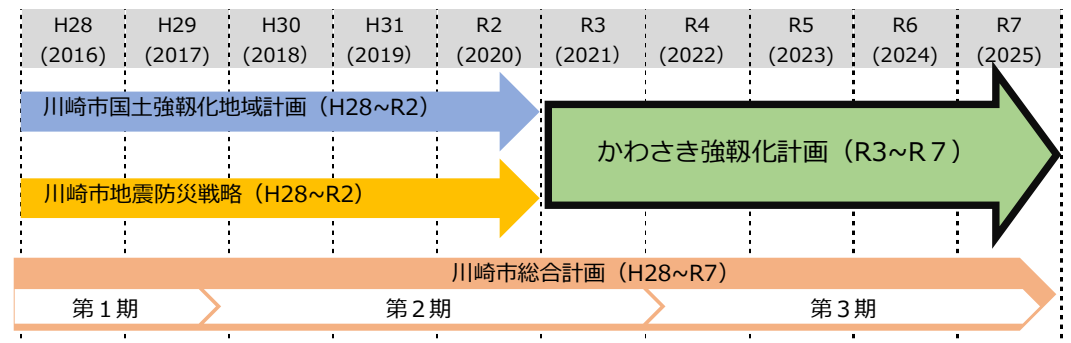 H28 H29 H30 H31 R2 R3 R4 R5 R6 R7
(2016) (2017) (2018) (2019) (2020) (2021) (2022) (2023) (2024) (2025)
川崎市国土強靱化地域計画（H28~R2）
かわさき強靱化計画（R3~R７）
川崎市地震防災戦略（H28~R2）
川崎市総合計画（H28~R7）
第１期 第２期 第３期